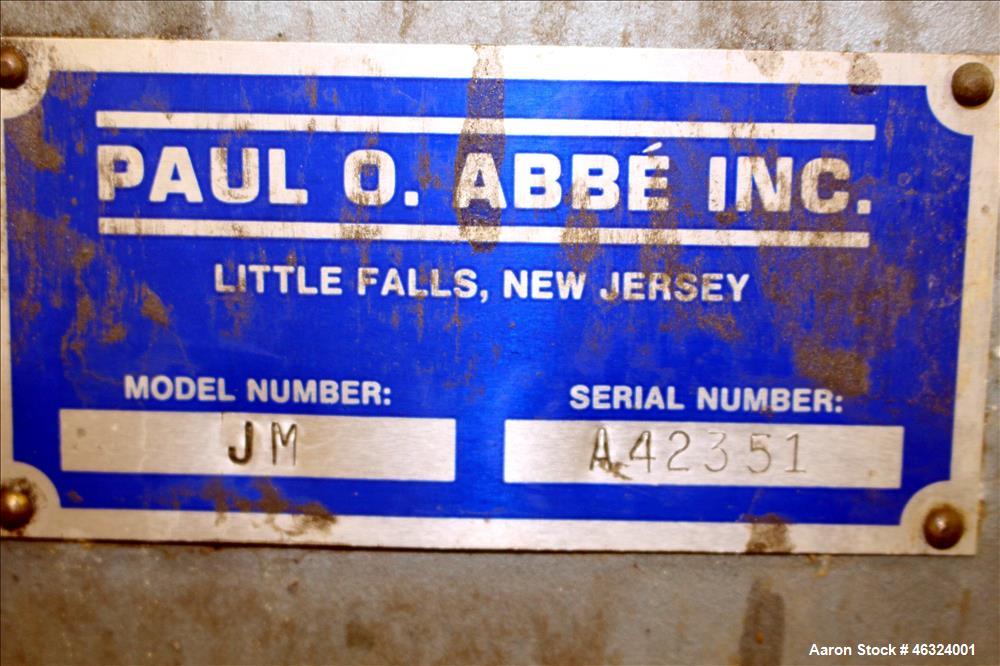 PAUL O. ABBÉ INC.
LITTLE FALLS, NEW JERSEY
MODEL NUMBER: SERIAL NUMBER:
JM A42351
Aaron Stock # 46324001